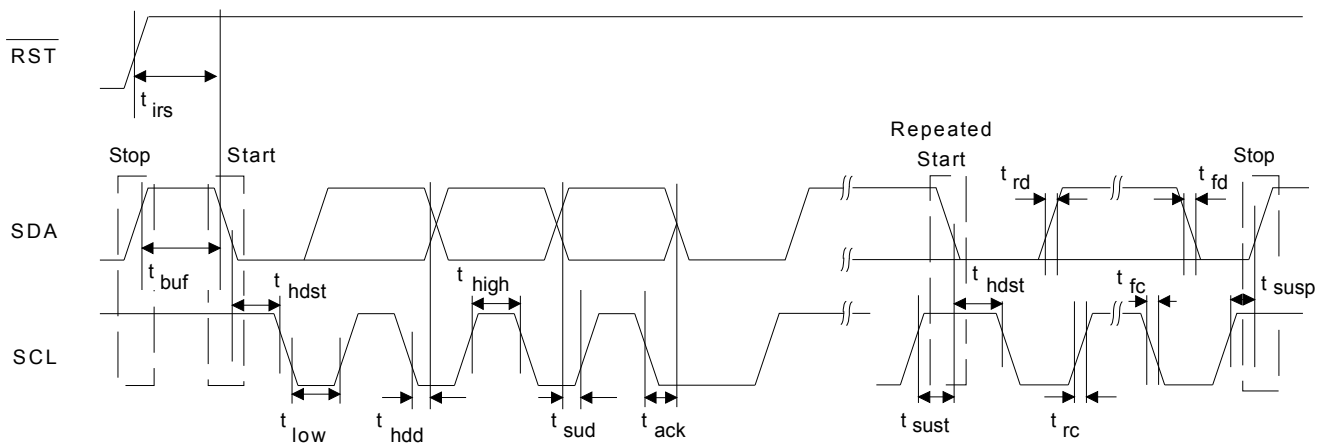 RST
t irs
Repeated
Stop Start Start Stop
t rd t fd
SDA
t buf t hdst t high t hdst t fc t susp
SCL
t low t hdd t sud t ack t sust t rc